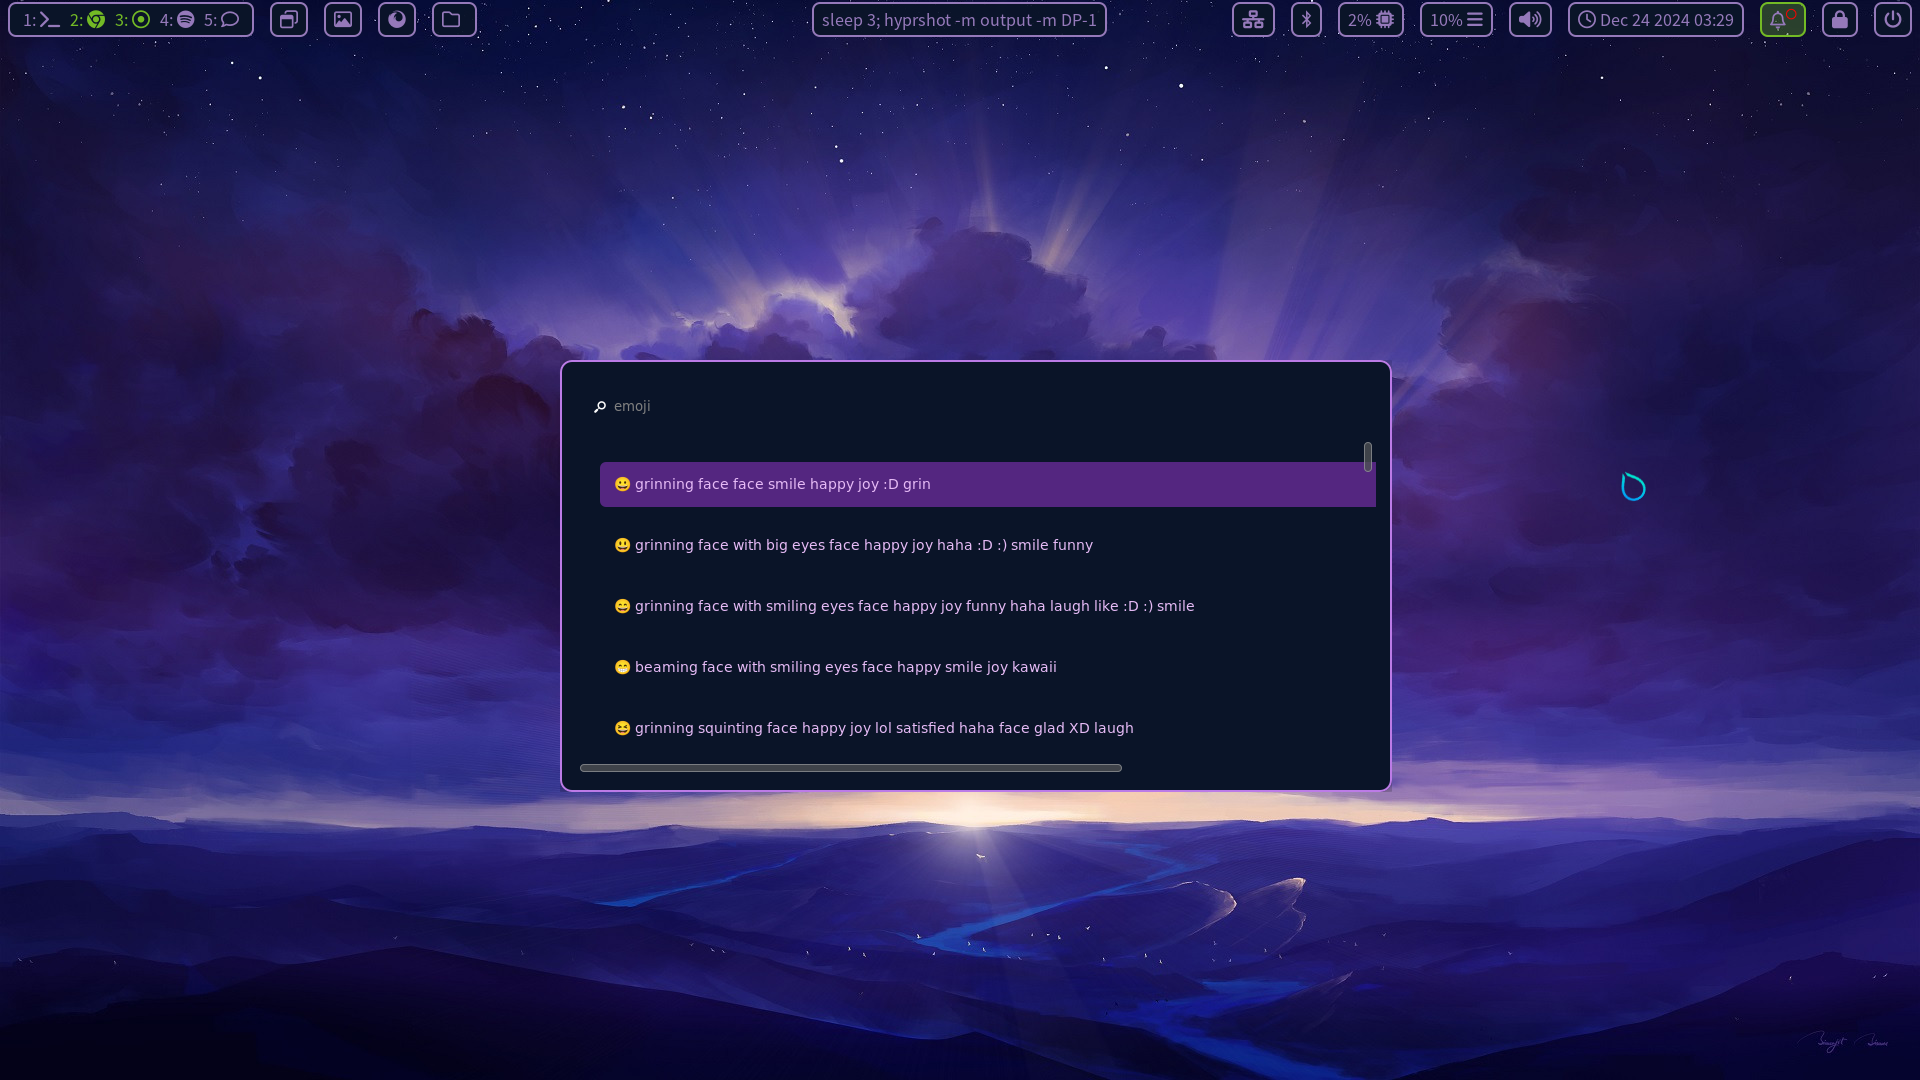 1: 2: 3: 4: 5:
sleep 3; hyprshot -m output -m DP-1
2% 10% Dec 24 2024 03:29
emoji
😀 grinning face face smile happy joy :D grin
😃 grinning face with big eyes face happy joy haha :D :) smile funny
😄 grinning face with smiling eyes face happy joy funny haha laugh like :D :) smile
😁 beaming face with smiling eyes face happy smile joy kawaii
😆 grinning squinting face happy joy lol satisfied haha face glad XD laugh